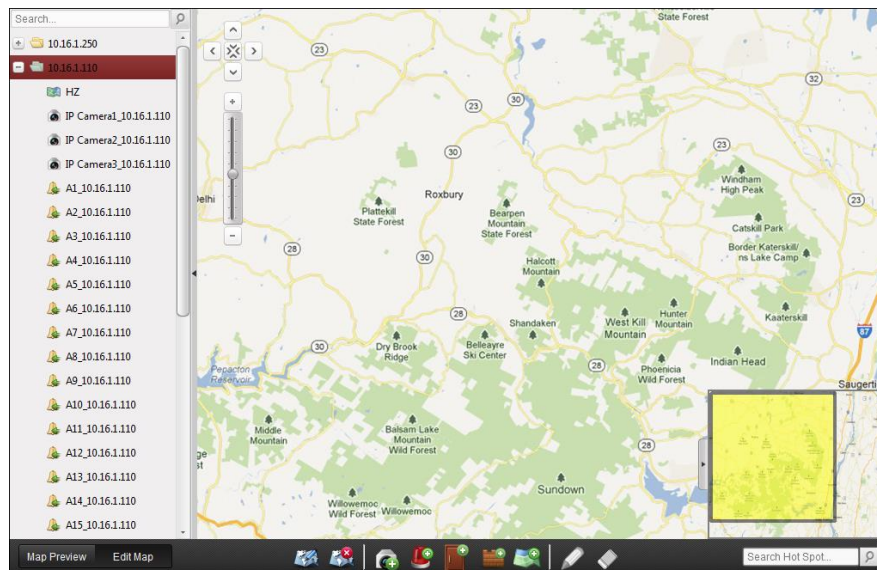 Search...
10.16.1.250
10.16.1.110
HZ
IP Camera1_10.16.1.110
IP Camera2_10.16.1.110
IP Camera3_10.16.1.110
A1_10.16.1.110
A2_10.16.1.110
A3_10.16.1.110
A4_10.16.1.110
A5_10.16.1.110
A6_10.16.1.110
A7_10.16.1.110
A8_10.16.1.110
A9_10.16.1.110
A10_10.16.1.110
A11_10.16.1.110
A12_10.16.1.110
A13_10.16.1.110
A14_10.16.1.110
A15_10.16.1.110
State Forest
23
32
23
30
23
30
Windham
High Peak
elhi
Roxbury
23
Plattekill
State Forest
Bearpen
Mountain
State Forest
Catskill Park
28
30
Border Katerskill/
ns Lake Camp
Halcott
Mountain
28
Shandaken
West Kill
Mountain
Hunter
Mountain
Kaaterskill
87
30
Dry Brook
Ridge
Belleayre
Ski Center
28
Phoenicia
Wild Forest
Indian Head
Pepacton
Reservoir
Saugerti
Middle
Mountain
Balsam Lake
Mountain
Wild Forest
28
ge
st
Sundown
Willowemoc
Wild Forest
Willowemoc
Map Preview
Edit Map
Search Hot Spot...